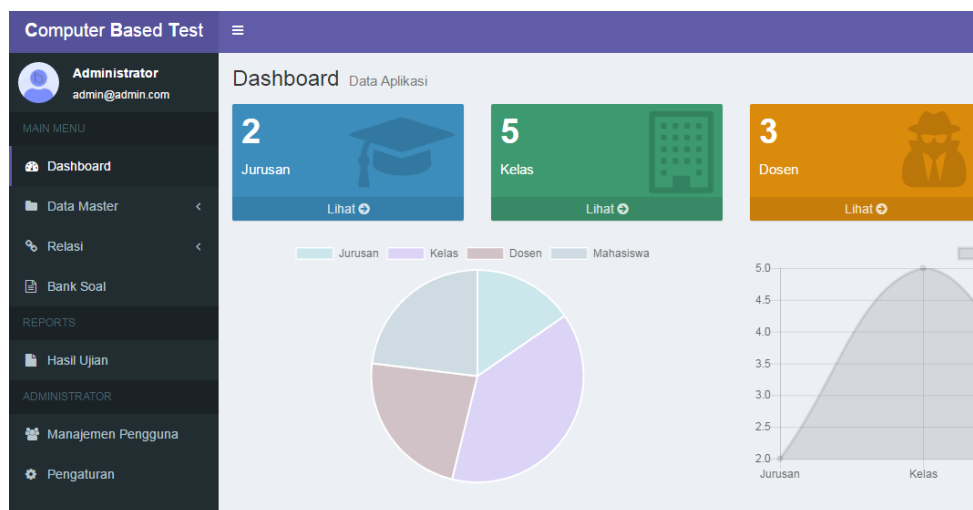 Computer Based Test
Administrator
admin@admin.com
MAIN MENU
Dashboard
Data Master
Relasi
Bank Soal
REPORTS
Hasil Ujian
ADMINISTRATOR
Manajemen Pengguna
Pengaturan
Dashboard Data Aplikasi
2
Jurusan
Lihat
5
Kelas
Lihat
3
Dosen
Lihat
Jurusan Kelas Dosen Mahasiswa
5.0
4.5
4.0
3.5
3.0
2.5
2.0
Jurusan Kelas